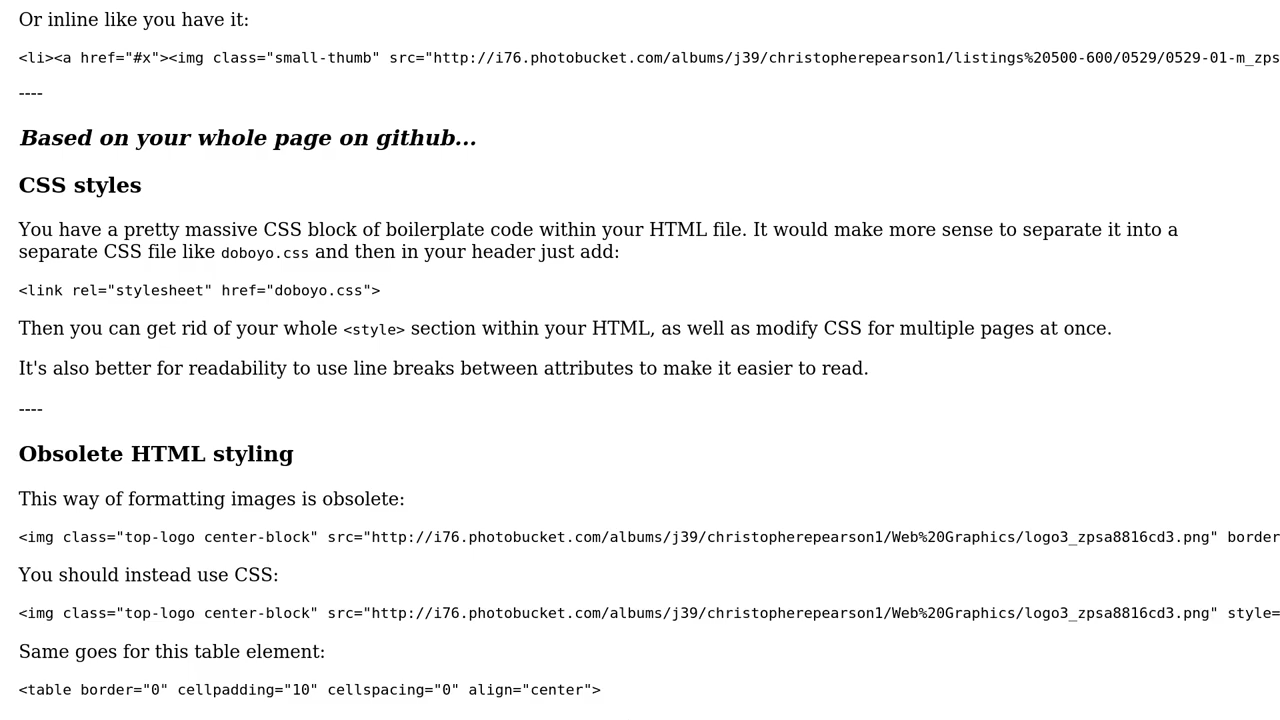 Or inline like you have it:
<li><a href="#x"><img class="small-thumb" src="http://i76.photobucket.com/albums/j39/christopherepearson1/listings%20500-600/0529/0529-01-m_zps
----
Based on your whole page on github...
CSS styles
You have a pretty massive CSS block of boilerplate code within your HTML file. It would make more sense to separate it into a
separate CSS file like doboyo.css and then in your header just add:
<link rel="stylesheet" href="doboyo.css">
Then you can get rid of your whole <style> section within your HTML, as well as modify CSS for multiple pages at once.
It's also better for readability to use line breaks between attributes to make it easier to read.
----
Obsolete HTML styling
This way of formatting images is obsolete:
<img class="top-logo center-block" src="http://i76.photobucket.com/albums/j39/christopherepearson1/Web%20Graphics/logo3_zpsa8816cd3.png" border
You should instead use CSS:
<img class="top-logo center-block" src="http://i76.photobucket.com/albums/j39/christopherepearson1/Web%20Graphics/logo3_zpsa8816cd3.png" style=
Same goes for this table element:
<table border="0" cellpadding="10" cellspacing="0" align="center">